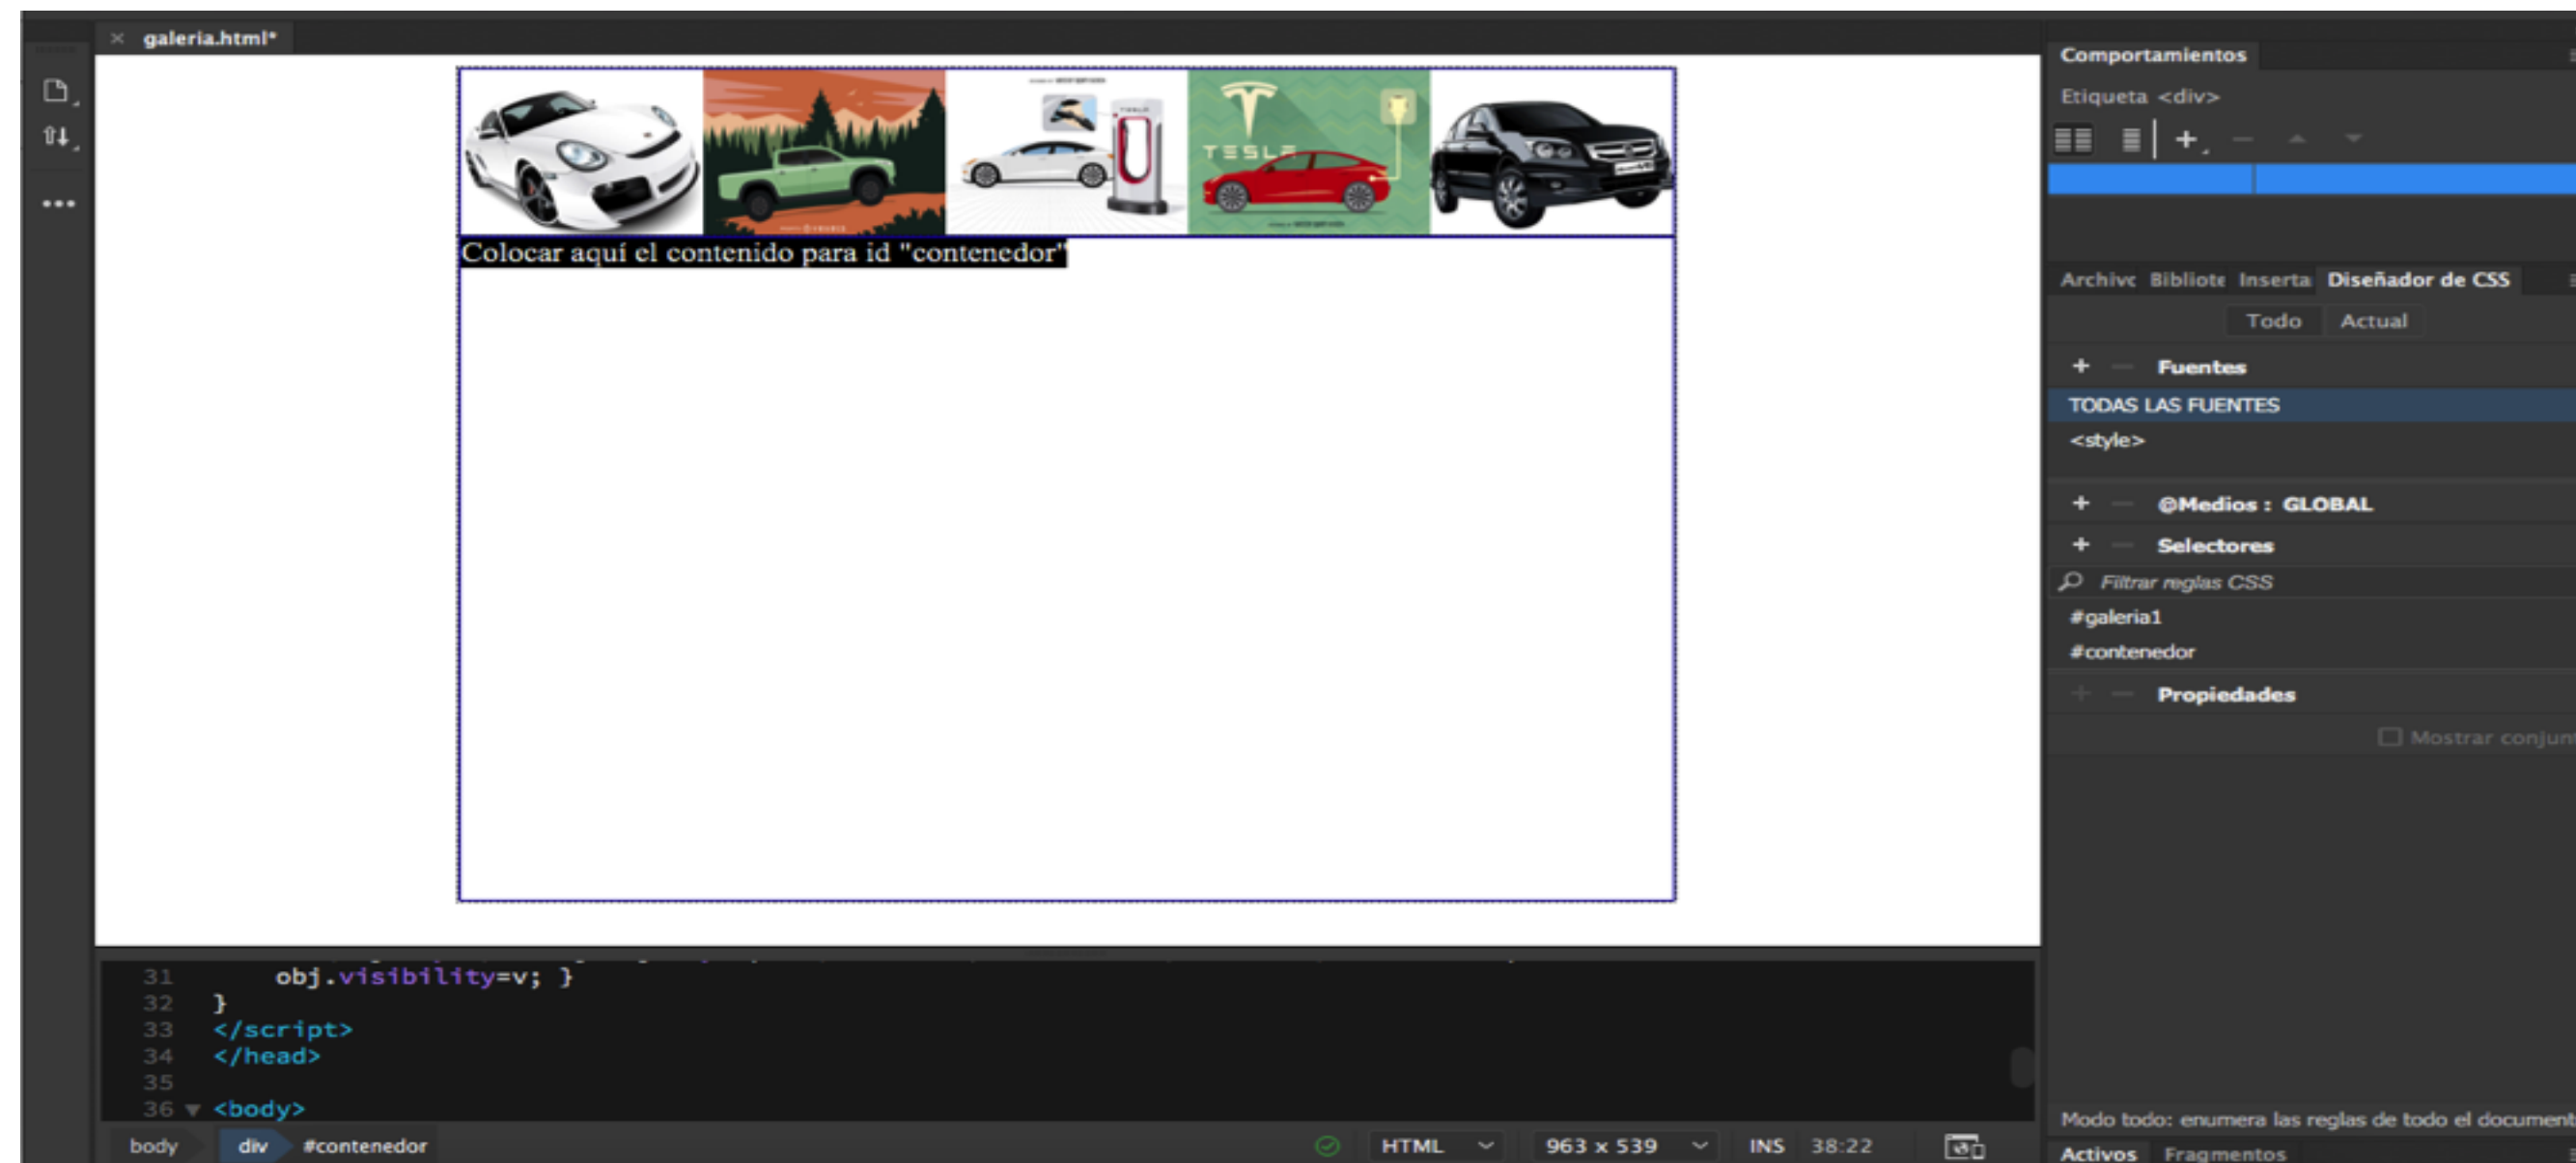 galeria.html*
TESLA
Colocar aquí el contenido para id "contenedor"
31 obj.visibility=v; }
32 }
33 </script>
34 </head>
35
36 <body>
body div #contenedor
HTML 963 x 539 INS 38:22
Comportamientos
Etiqueta <div>
Archivo Bibliote Inserta Diseñador de CSS
Todo Actual
Fuentes
TODAS LAS FUENTES
<style>
@Medios : GLOBAL
Selectores
Filtrar reglas CSS
#galeria1
#contenedor
Propiedades
Mostrar conjunt
Modo todo: enumera las reglas de todo el document
Activos Fragmentos